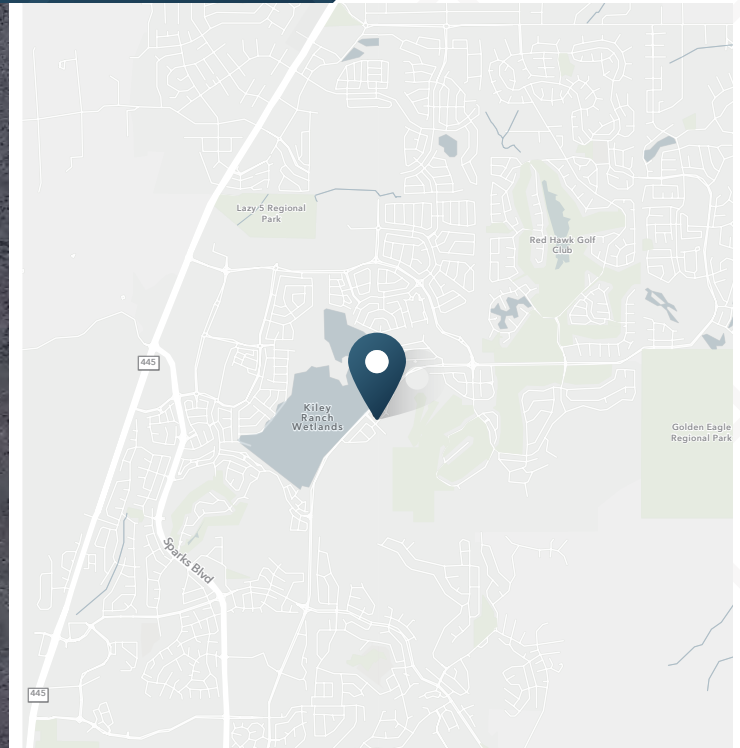 Lazy 5 Regional
Park
Red Hawk Golf
Club
445
Kiley
Ranch
Wetlands
Golden Eagle
Regional Park
Sparks Blvd
445